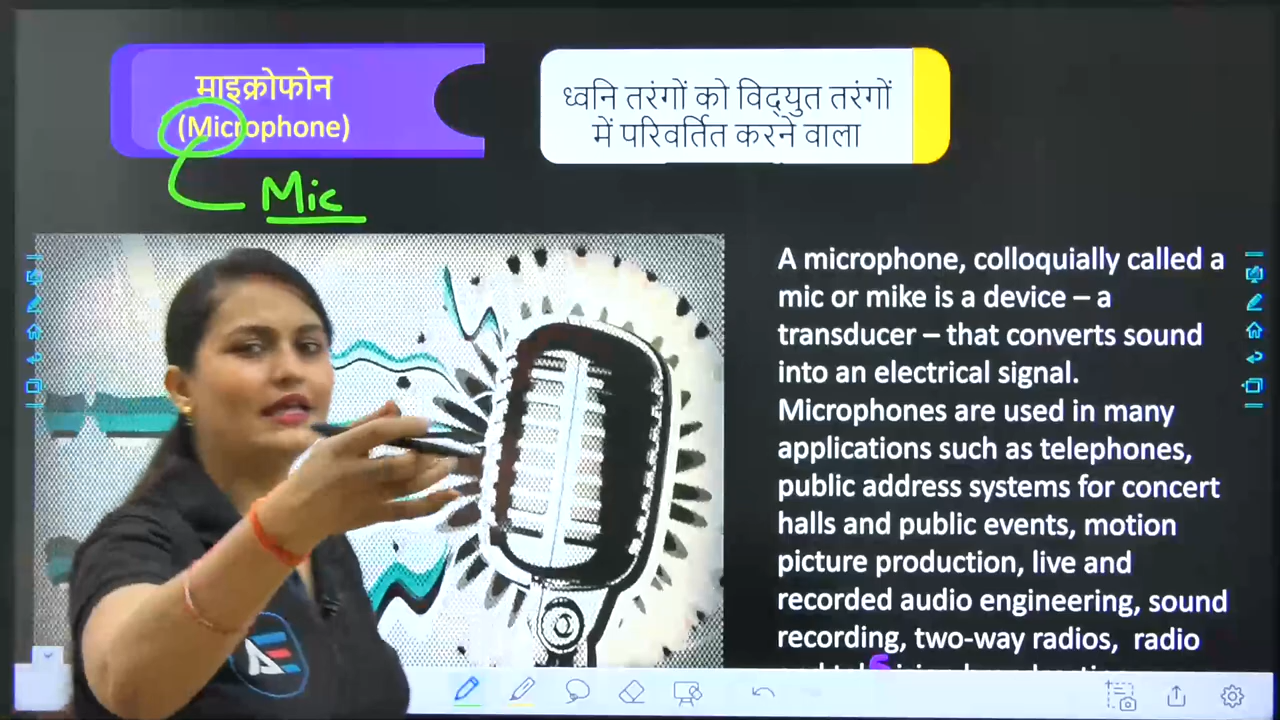 माइक्रोफोन
(Microphone)
Mic
ध्वनि तरंगों को विद्युत तरंगों
में परिवर्तित करने वाला
A microphone, colloquially called a
mic or mike is a device – a
transducer – that converts sound
into an electrical signal.
Microphones are used in many
applications such as telephones,
public address systems for concert
halls and public events, motion
picture production, live and
recorded audio engineering, sound
recording, two-way radios, radio